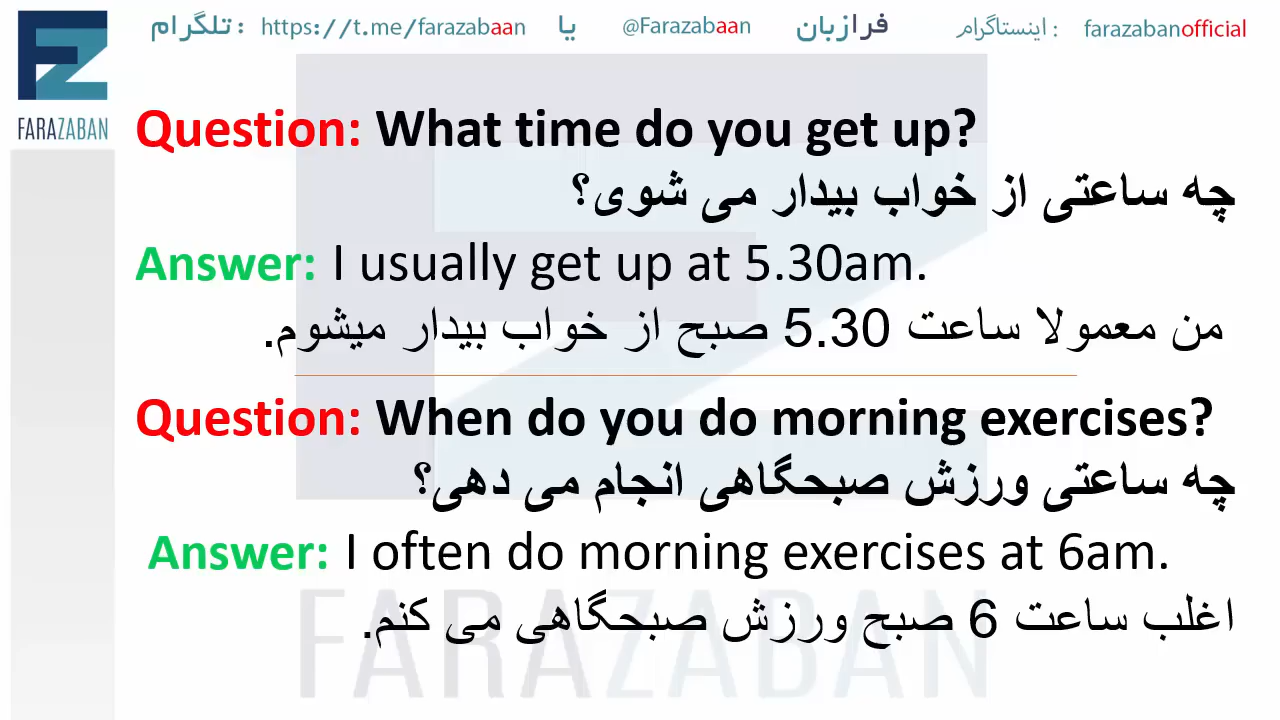 تلگرام : https://t.me/farazabaan یا @Farazabaan فرازبان اینستاگرام : farazabanofficial
FARAZABAN
Question: What time do you get up?
چه ساعتی از خواب بیدار می شوی؟
Answer: I usually get up at 5.30am.
من معمولا ساعت 5.30 صبح از خواب بیدار میشوم.
Question: When do you do morning exercises?
چه ساعتی ورزش صبحگاهی انجام می دهی؟
Answer: I often do morning exercises at 6am.
اغلب ساعت 6 صبح ورزش صبحگاهی می کنم.
FARAZABAN